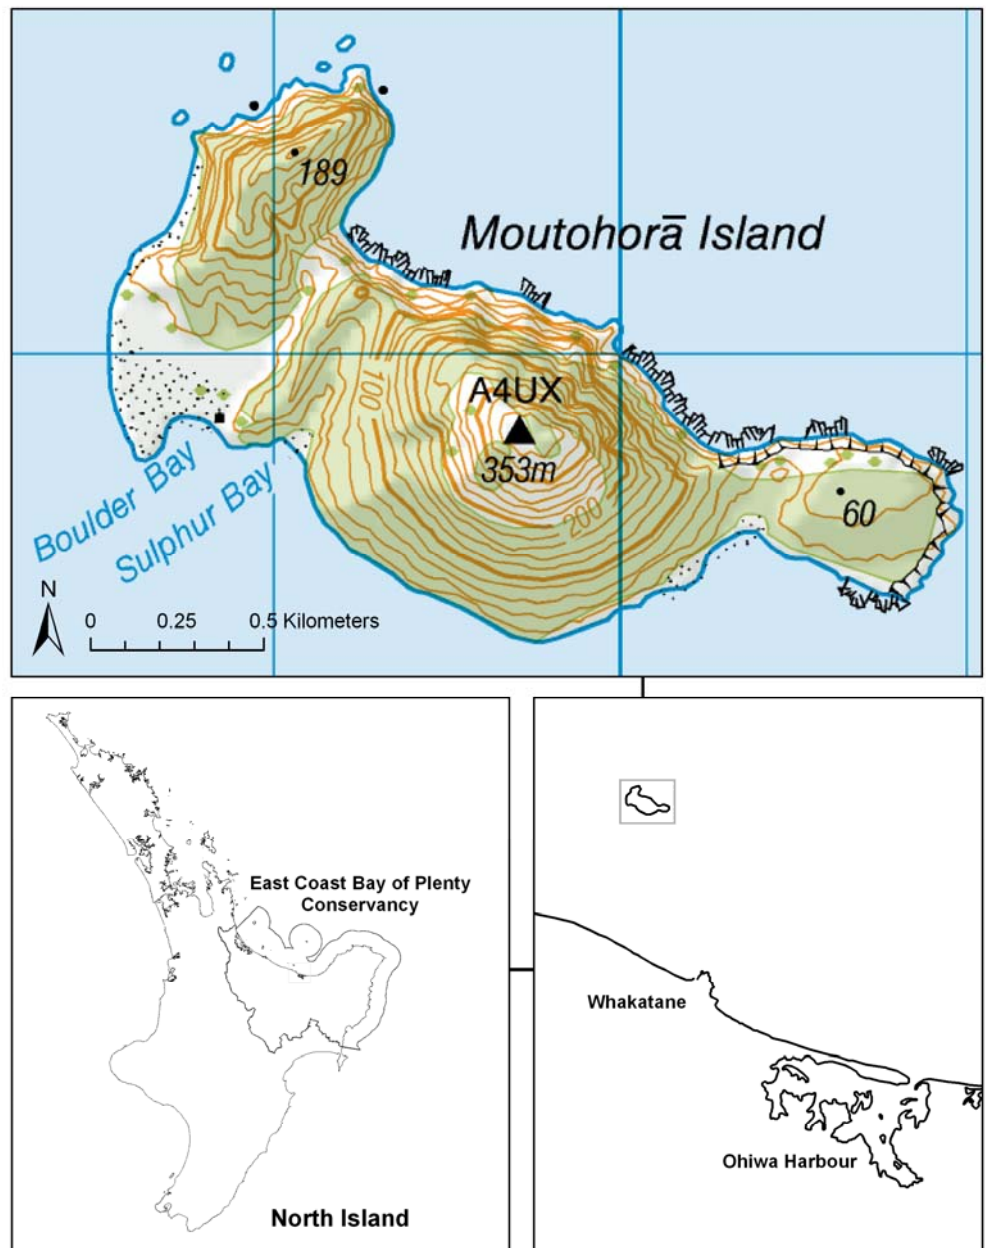 189
Moutohorā Island
A4UX
100
353m
200
60
Boulder Bay
Sulphur Bay
N
0 0.25 0.5 Kilometers
East Coast Bay of Plenty
Conservancy
North Island
Whakatane
Ohiwa Harbour